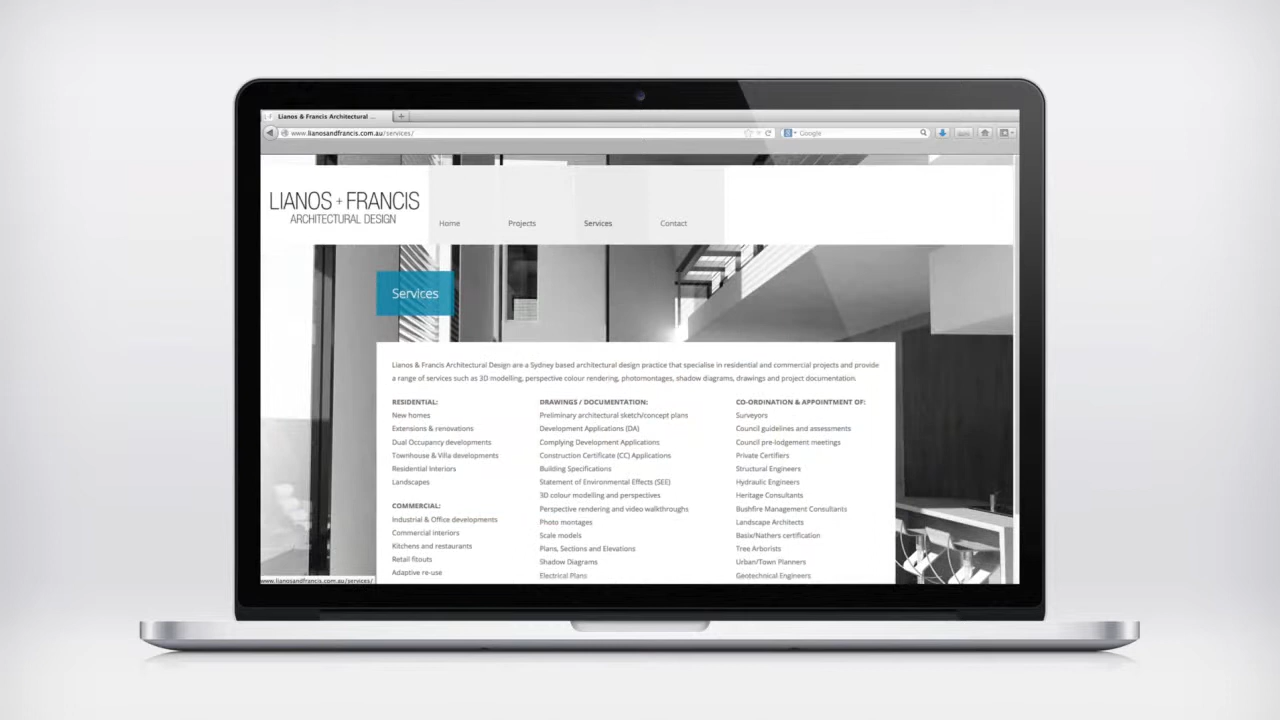 Lianos & Francis Architectural ...
www.lianosandfrancis.com.au/services/
Google
LIANOS + FRANCIS
ARCHITECTURAL DESIGN
Home
Projects
Services
Contact
Services
Lianos & Francis Architectural Design are a Sydney based architectural design practice that specialise in residential and commercial projects and provide
a range of services such as 3D modelling, perspective colour rendering, photomontages, shadow diagrams, drawings and project documentation.
RESIDENTIAL:
New homes
Extensions & renovations
Dual Occupancy developments
Townhouse & Villa developments
Residential Interiors
Landscapes
COMMERCIAL:
Industrial & Office developments
Commercial interiors
Kitchens and restaurants
Retail fitouts
Adaptive re-use
DRAWINGS / DOCUMENTATION:
Preliminary architectural sketch/concept plans
Development Applications (DA)
Complying Development Applications
Construction Certificate (CC) Applications
Building Specifications
Statement of Environmental Effects (SEE)
3D colour modelling and perspectives
Perspective rendering and video walkthroughs
Photo montages
Scale models
Plans, Sections and Elevations
Shadow Diagrams
Electrical Plans
CO-ORDINATION & APPOINTMENT OF:
Surveyors
Council guidelines and assessments
Council pre-lodgement meetings
Private Certifiers
Structural Engineers
Hydraulic Engineers
Heritage Consultants
Bushfire Management Consultants
Landscape Architects
Basix/Nathers certification
Tree Arborists
Urban/Town Planners
Geotechnical Engineers
www.lianosandfrancis.com.au/services/